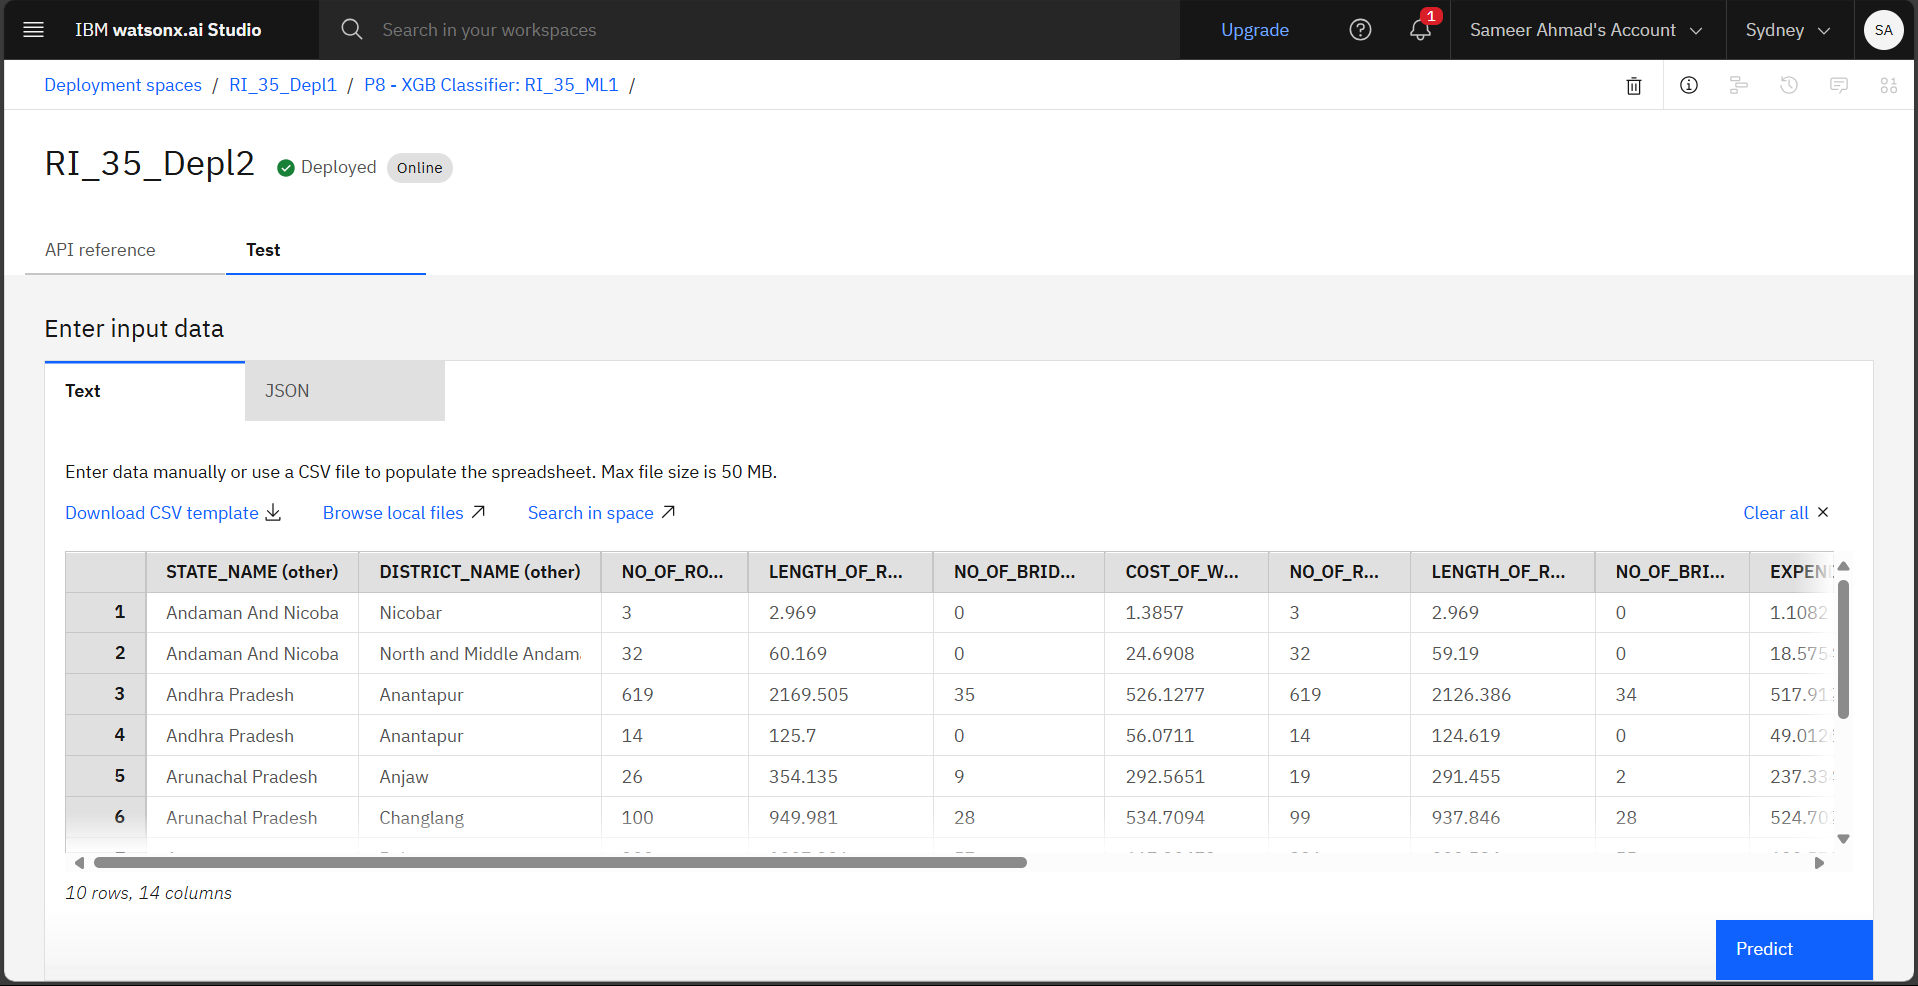 IBM watsonx.ai Studio
Search in your workspaces
Upgrade
1
Sameer Ahmad's Account
Sydney
SA
Deployment spaces / RI_35_Depl1 / P8 - XGB Classifier: RI_35_ML1 /
RI_35_Depl2
Deployed
Online
API reference
Test
Enter input data
Text
JSON
Enter data manually or use a CSV file to populate the spreadsheet. Max file size is 50 MB.
Download CSV template
Browse local files
Search in space
Clear all
STATE_NAME (other) DISTRICT_NAME (other) NO_OF_RO... LENGTH_OF_R... NO_OF_BRID... COST_OF_W... NO_OF_R... LENGTH_OF_R... NO_OF_BRI... EXPEN
1 Andaman And Nicoba Nicobar 3 2.969 0 1.3857 3 2.969 0 1.1082
2 Andaman And Nicoba North and Middle Andam 32 60.169 0 24.6908 32 59.19 0 18.575
3 Andhra Pradesh Anantapur 619 2169.505 35 526.1277 619 2126.386 34 517.91
4 Andhra Pradesh Anantapur 14 125.7 0 56.0711 14 124.619 0 49.012
5 Arunachal Pradesh Anjaw 26 354.135 9 292.5651 19 291.455 2 237.33
6 Arunachal Pradesh Changlang 100 949.981 28 534.7094 99 937.846 28 524.70
10 rows, 14 columns
Predict